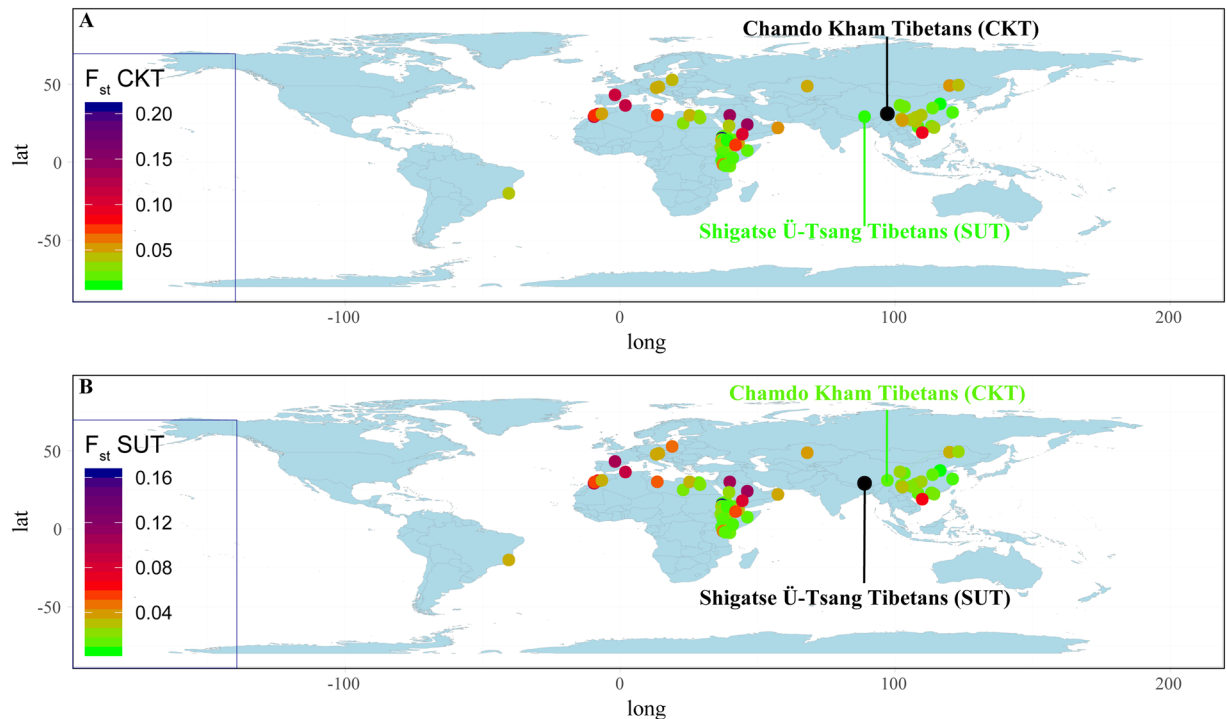 A
Chamdo Kham Tibetans (CKT)
Fst CKT
0.20
0.15
0.10
0.05
Shigatse Ü-Tsang Tibetans (SUT)
lat
50
0
-50
-100
0
100
200
long
B
Chamdo Kham Tibetans (CKT)
Fst SUT
0.16
0.12
0.08
0.04
Shigatse Ü-Tsang Tibetans (SUT)
lat
50
0
-50
-100
0
100
200
long